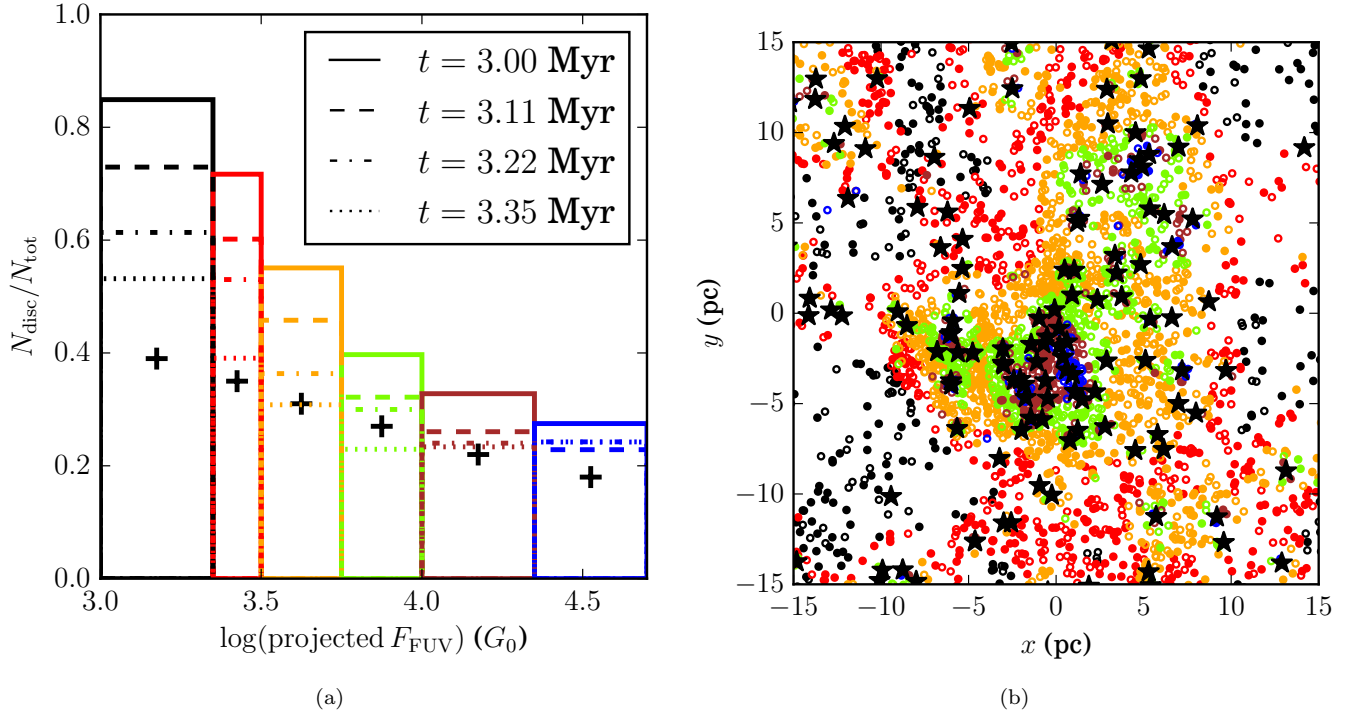 1.0
0.8
0.6
0.4
0.2
0.0
N_disc/N_tot
t = 3.00 Myr
t = 3.11 Myr
t = 3.22 Myr
t = 3.35 Myr
3.0 3.5 4.0 4.5
log(projected F_FUV) (G_0)
(a)
15
10
5
0
−5
−10
−15
y (pc)
−15 −10 −5 0 5 10 15
x (pc)
(b)